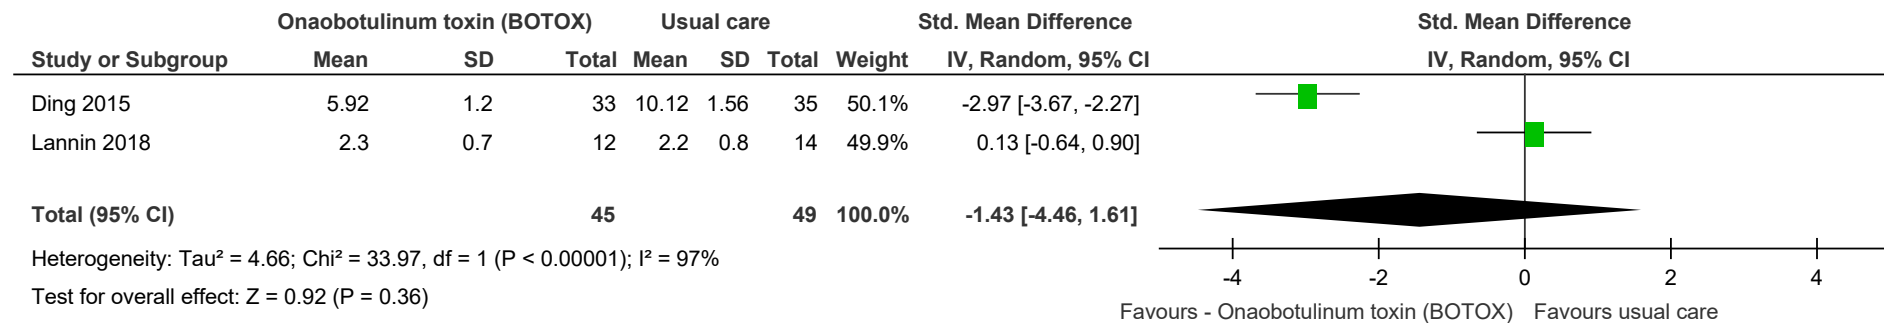 Onaobotulinum toxin (BOTOX) Usual care Std. Mean Difference Std. Mean Difference
Study or Subgroup Mean SD Total Mean SD Total Weight IV, Random, 95% CI IV, Random, 95% CI
Ding 2015 5.92 1.2 33 10.12 1.56 35 50.1% -2.97 [-3.67, -2.27]
Lannin 2018 2.3 0.7 12 2.2 0.8 14 49.9% 0.13 [-0.64, 0.90]
Total (95% CI) 45 49 100.0% -1.43 [-4.46, 1.61]
Heterogeneity: Tau² = 4.66; Chi² = 33.97, df = 1 (P < 0.00001); I² = 97%
Test for overall effect: Z = 0.92 (P = 0.36)
-4 -2 0 2 4
Favours - Onaobotulinum toxin (BOTOX) Favours usual care